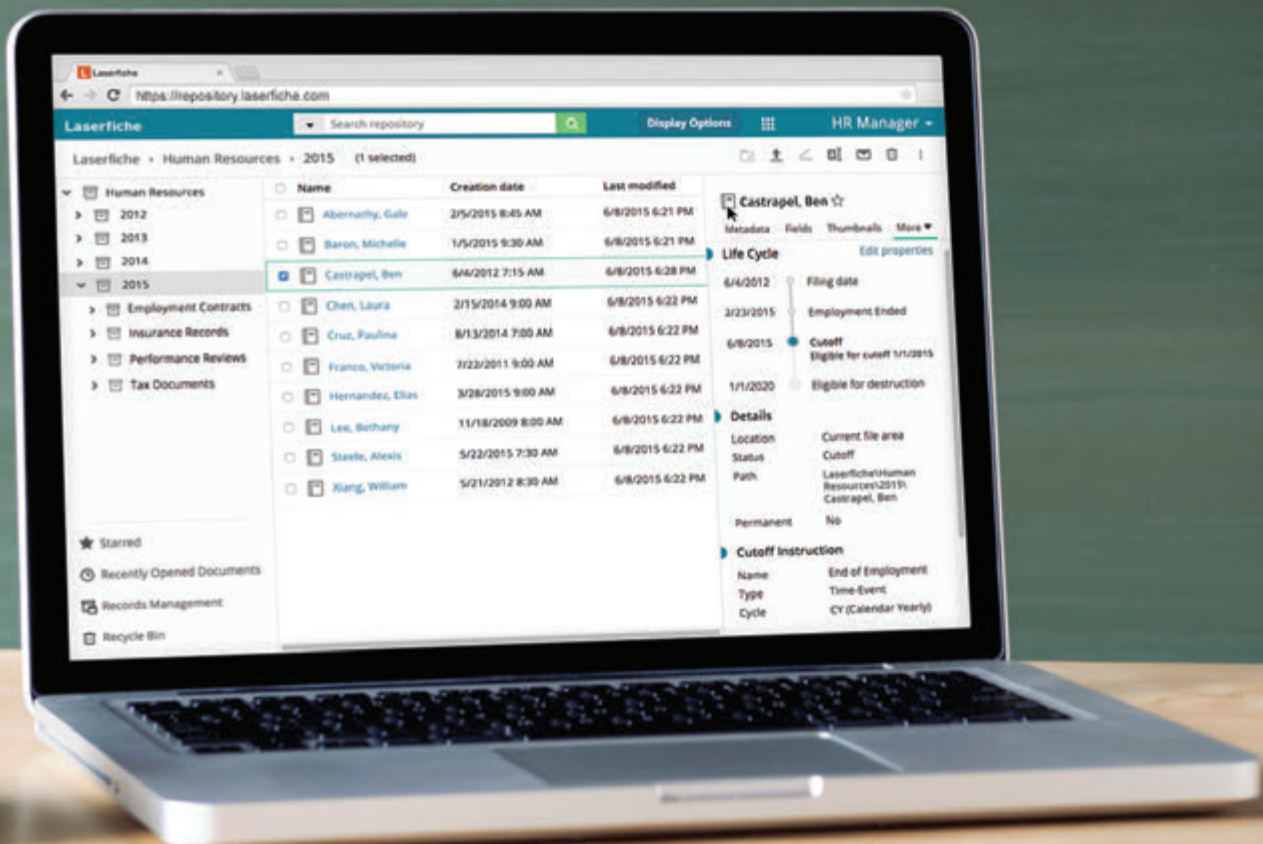 Laserfiche
https://repository.laserfiche.com
Laserfiche Search repository Display Options HR Manager
Laserfiche › Human Resources › 2015 (1 selected)
Human Resources
2012
2013
2014
2015
Employment Contracts
Insurance Records
Performance Reviews
Tax Documents
Starred
Recently Opened Documents
Records Management
Recycle Bin
Name Creation date Last modified
Abernathy, Gale 2/5/2015 8:45 AM 6/8/2015 6:21 PM
Baron, Michelle 1/5/2015 9:30 AM 6/8/2015 6:21 PM
Castrapel, Ben 6/4/2012 7:15 AM 6/8/2015 6:28 PM
Chen, Laura 2/15/2014 9:00 AM 6/8/2015 6:22 PM
Cruz, Paulina 8/13/2014 7:00 AM 6/8/2015 6:22 PM
Franco, Victoria 7/22/2011 9:00 AM 6/8/2015 6:22 PM
Hernandez, Elias 3/28/2015 9:00 AM 6/8/2015 6:22 PM
Lee, Bethany 11/18/2009 8:00 AM 6/8/2015 6:22 PM
Steele, Alexis 5/22/2015 7:30 AM 6/8/2015 6:22 PM
Xiang, William 5/21/2012 8:30 AM 6/8/2015 6:22 PM
Castrapel, Ben
Metadata Fields Thumbnails More
Life Cycle Edit properties
6/4/2012 Filing date
2/23/2015 Employment Ended
6/8/2015 Cutoff
Eligible for cutoff 1/1/2015
1/1/2020 Eligible for destruction
Details
Location Current file area
Status Cutoff
Path Laserfiche\Human
Resources\2015\
Castrapel, Ben
Permanent No
Cutoff Instruction
Name End of Employment
Type Time-Event
Cycle CY (Calendar Yearly)